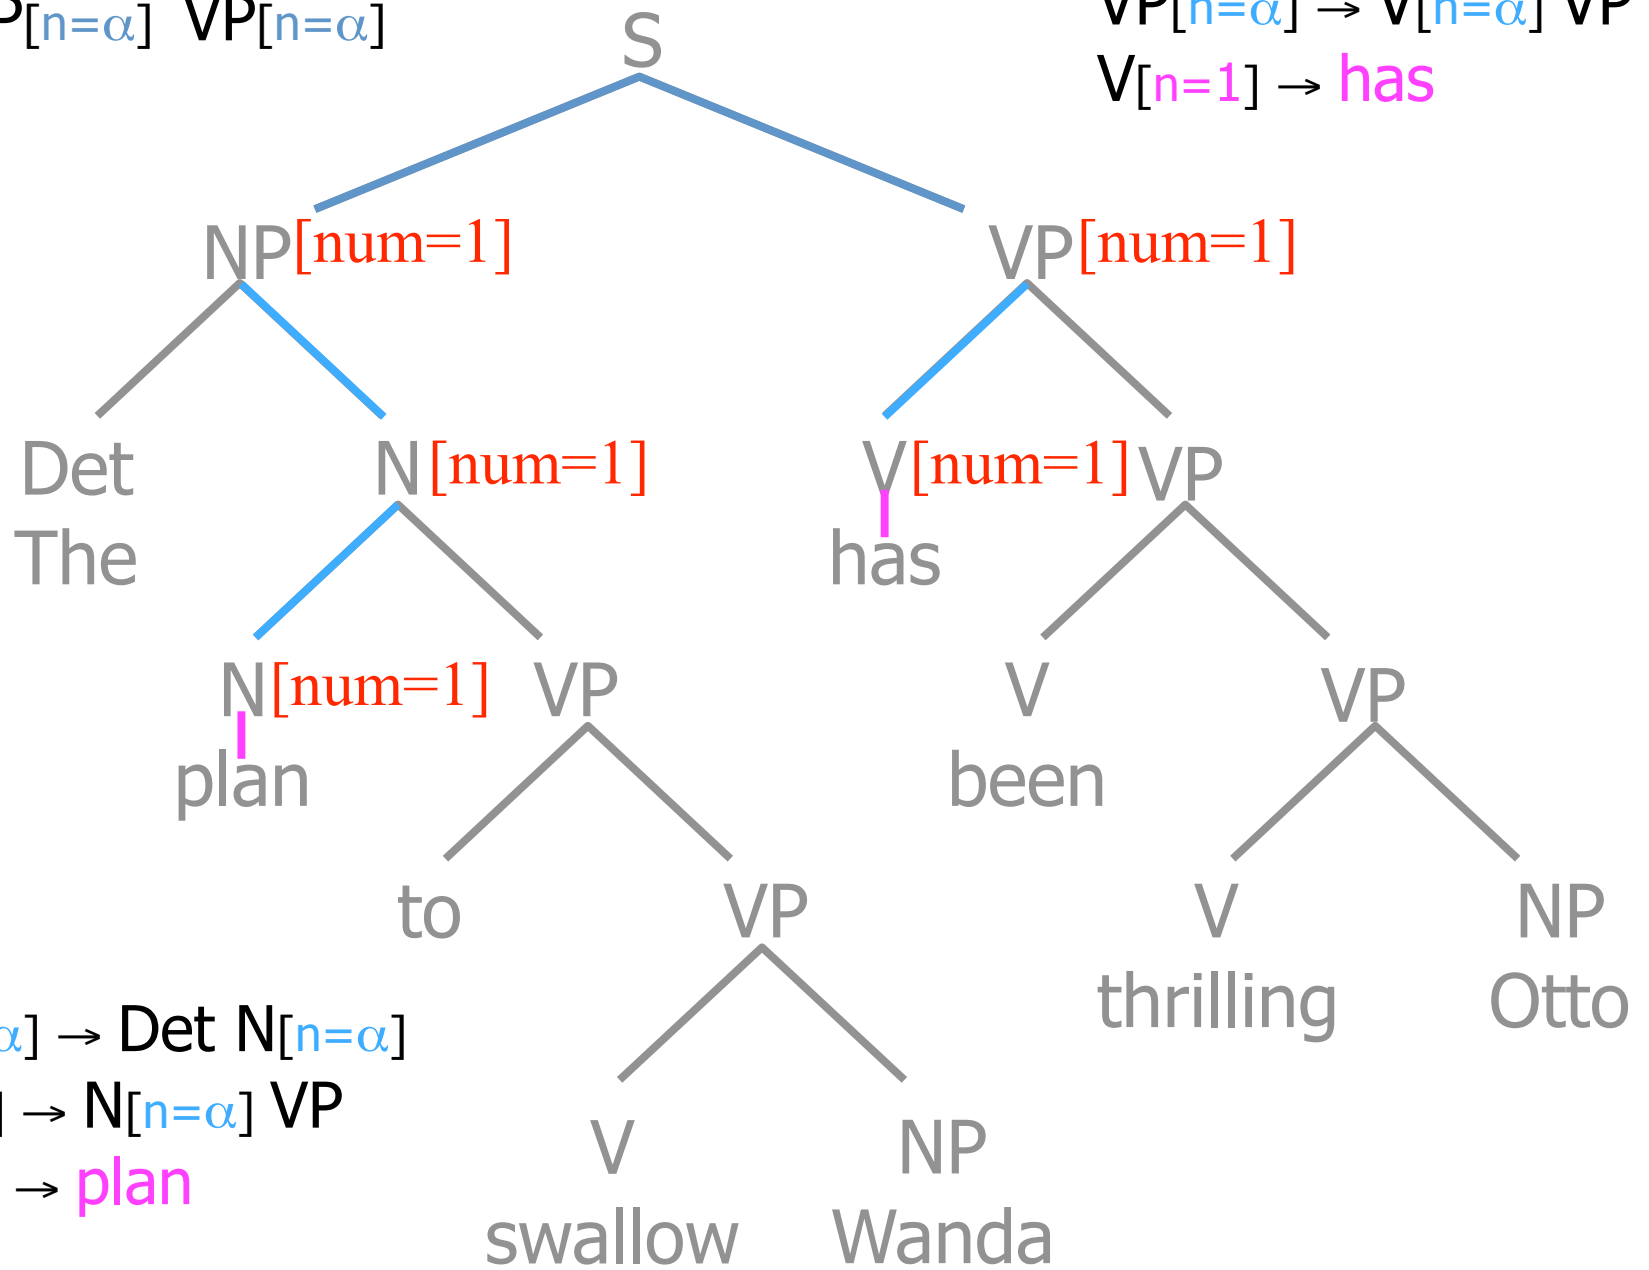 P[n=α] VP[n=α]
S
VP[n=α] → V[n=α] VP
V[n=1] → has
NP[num=1]
VP[num=1]
Det
N[num=1]
V[num=1] VP
The
has
N[num=1]
VP
V
VP
plan
been
to
VP
V
NP
thrilling
Otto
α] → Det N[n=α]
] → N[n=α] VP
→ plan
V
NP
swallow
Wanda